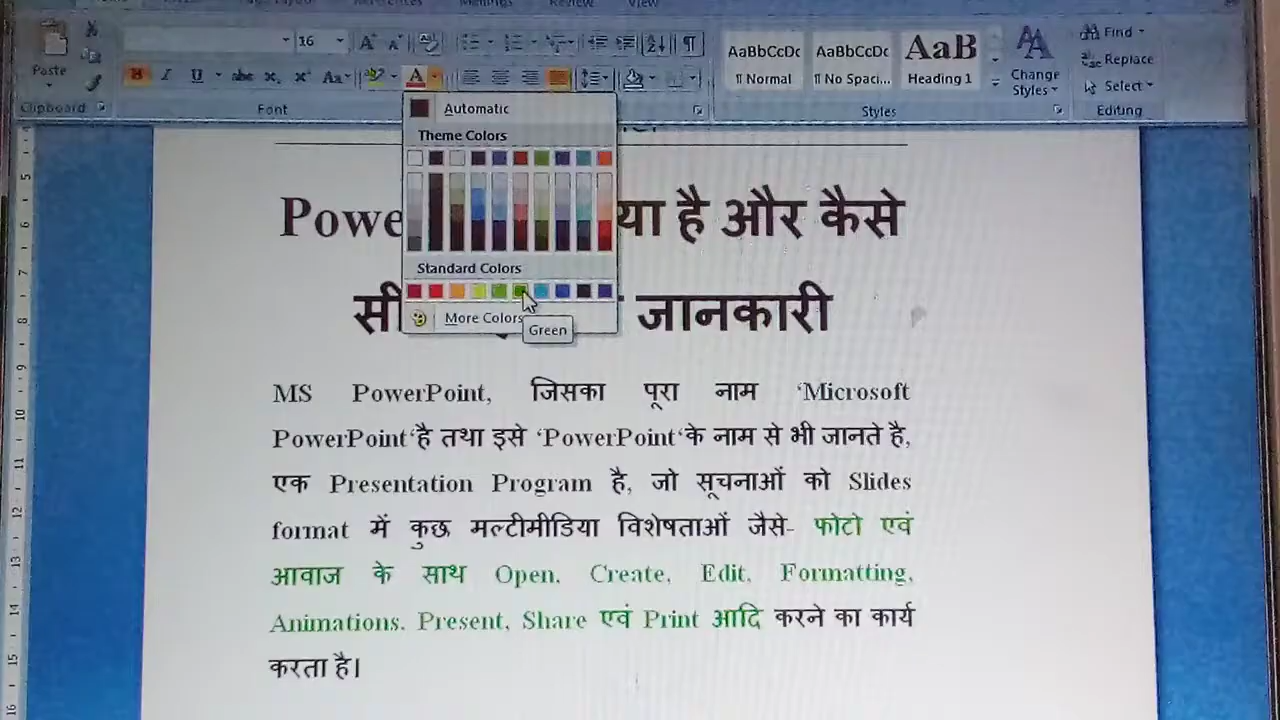 Review
View
16
Paste
Clipboard
Font
AaBbCcDc
¶ Normal
AaBbCcDc
¶ No Spaci...
AaB
Heading 1
Change
Styles
Styles
Find
Replace
Select
Editing
Automatic
Theme Colors
Standard Colors
More Colors
Green
या है और कैसे
जानकारी
MS PowerPoint, जिसका पूरा नाम ‘Microsoft
PowerPoint‘है तथा इसे ‘PowerPoint‘के नाम से भी जानते है,
एक Presentation Program है, जो सूचनाओं को Slides
format में कुछ मल्टीमीडिया विशेषताओं जैसे- फोटो एवं
आवाज के साथ Open, Create, Edit, Formatting,
Animations, Present, Share एवं Print आदि करने का कार्य
करता है।